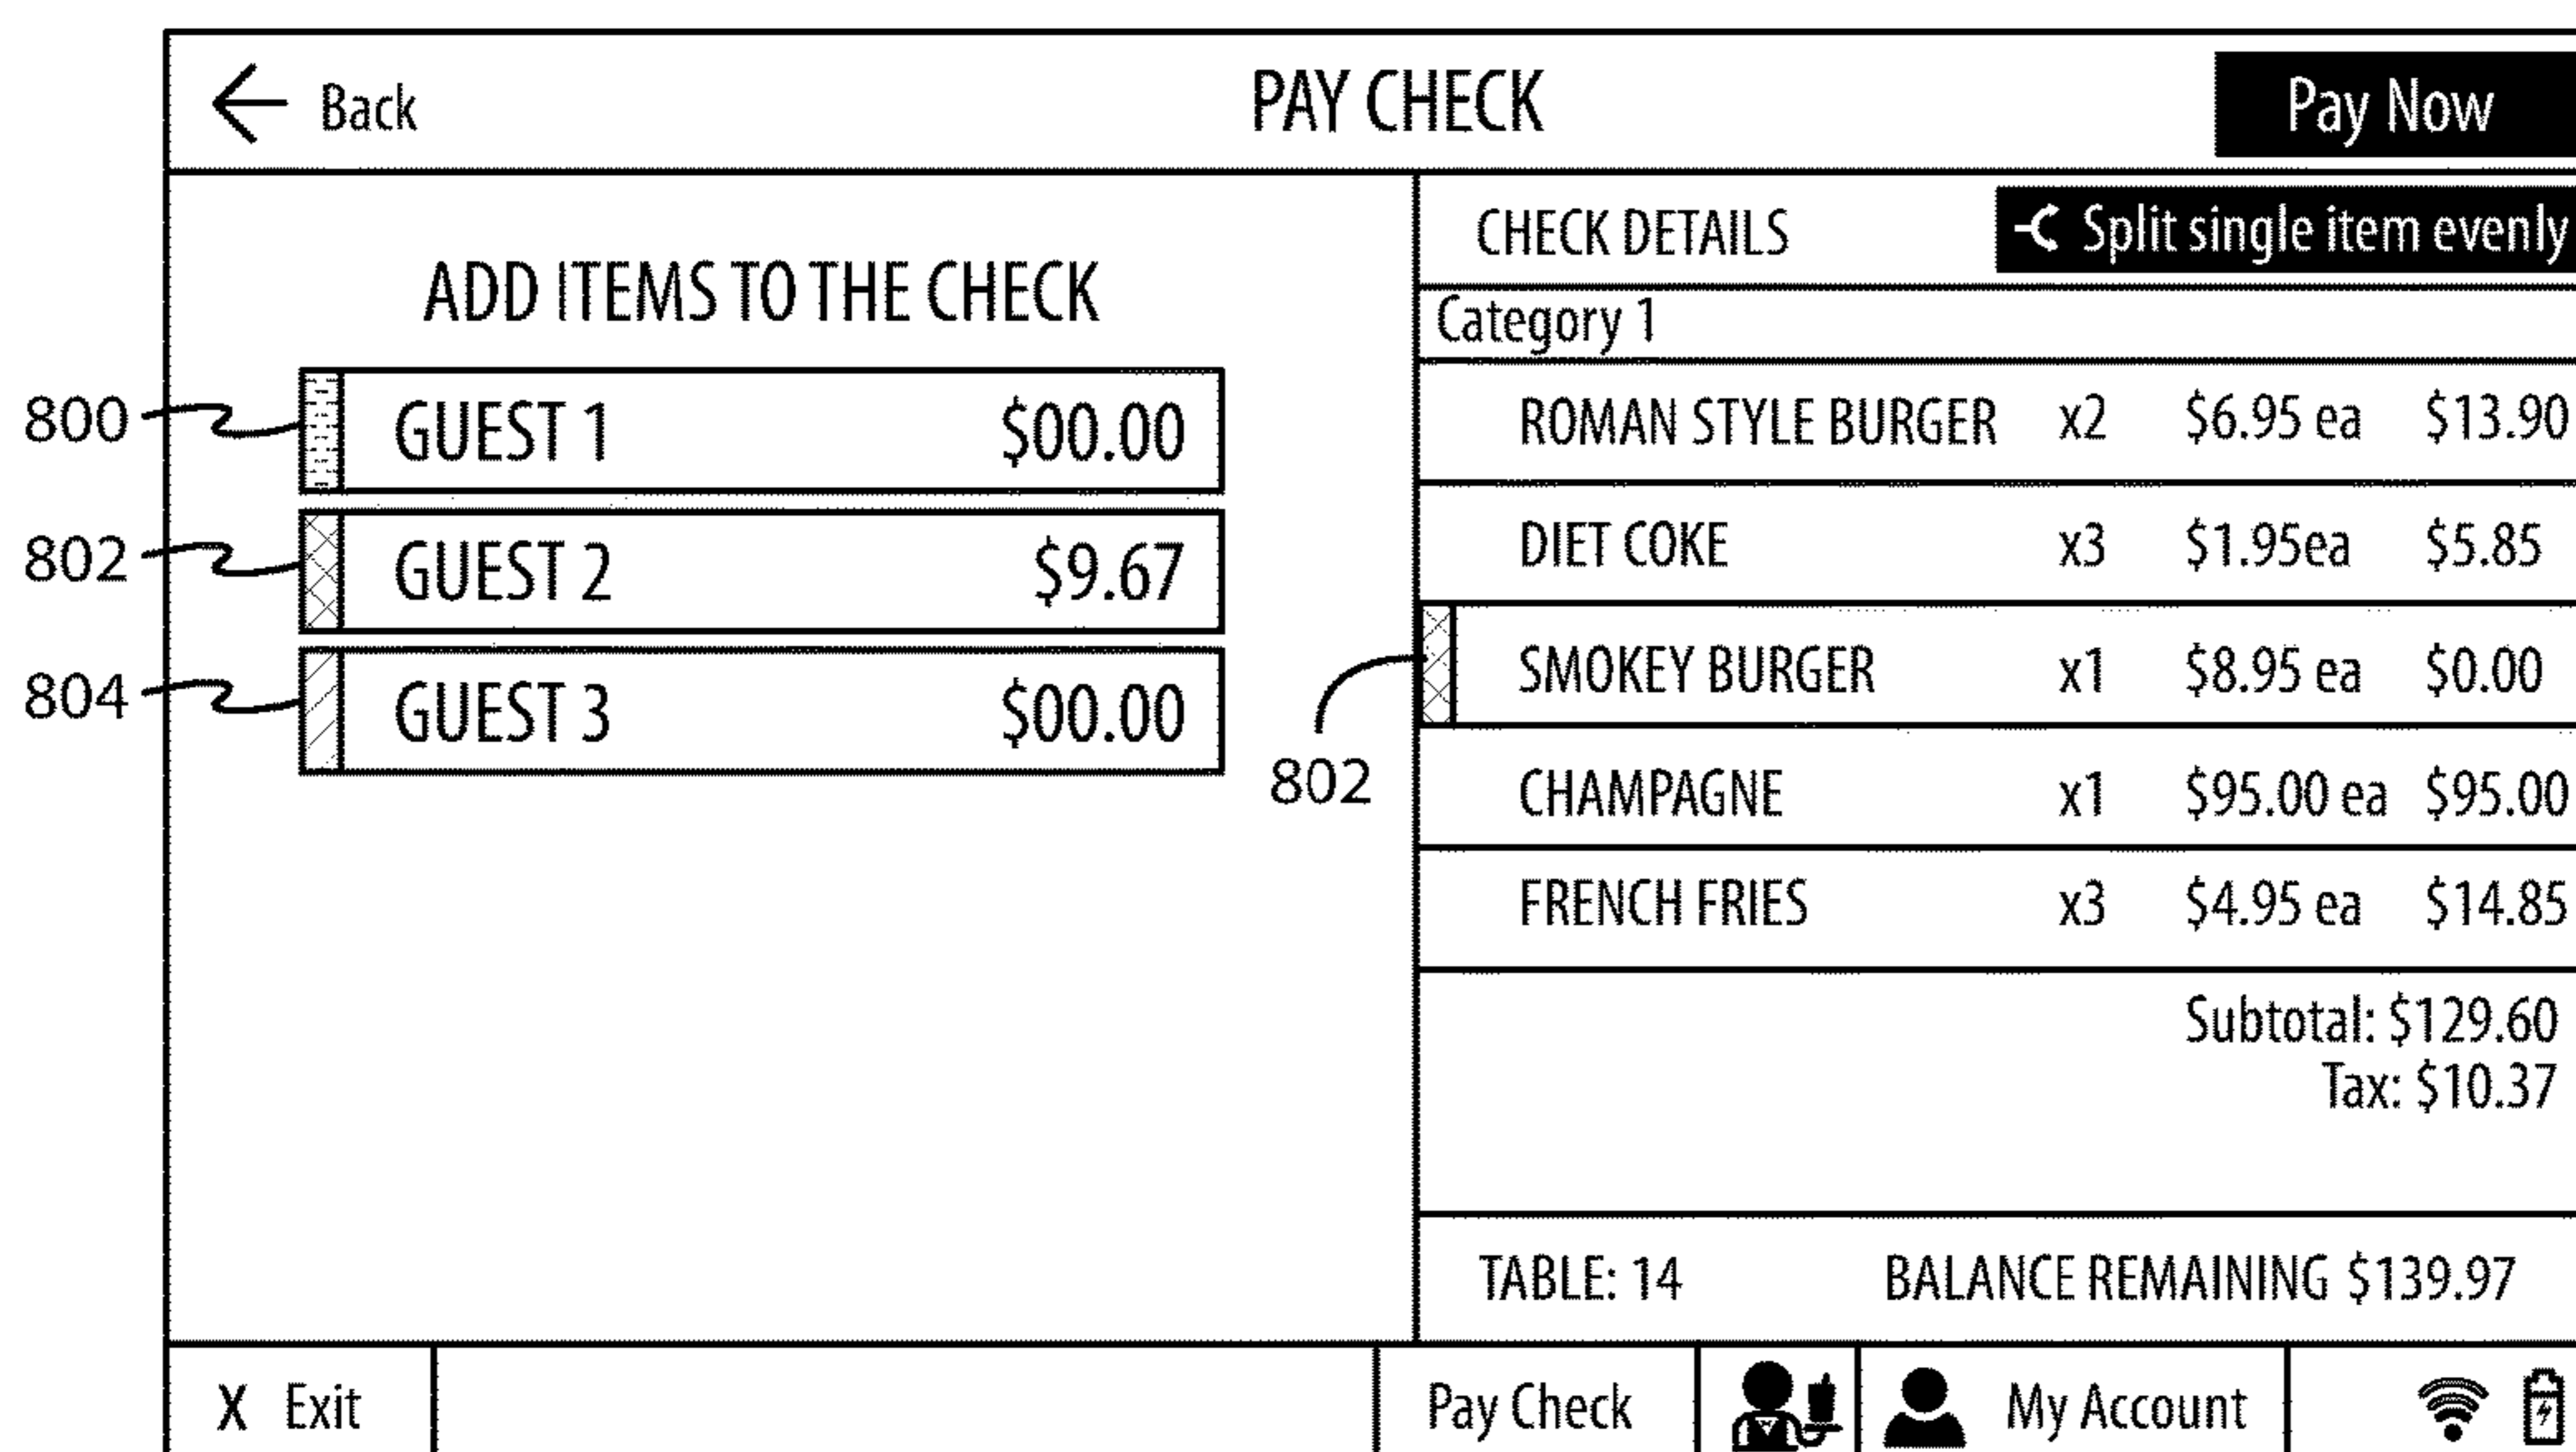 Back
PAY CHECK
Pay Now
ADD ITEMS TO THE CHECK
800
GUEST 1 $00.00
802
GUEST 2 $9.67
804
GUEST 3 $00.00
CHECK DETAILS
Split single item evenly
Category 1
ROMAN STYLE BURGER x2 $6.95 ea $13.90
DIET COKE x3 $1.95ea $5.85
802
SMOKEY BURGER x1 $8.95 ea $0.00
CHAMPAGNE x1 $95.00 ea $95.00
FRENCH FRIES x3 $4.95 ea $14.85
Subtotal: $129.60
Tax: $10.37
TABLE: 14 BALANCE REMAINING $139.97
X Exit
Pay Check
My Account